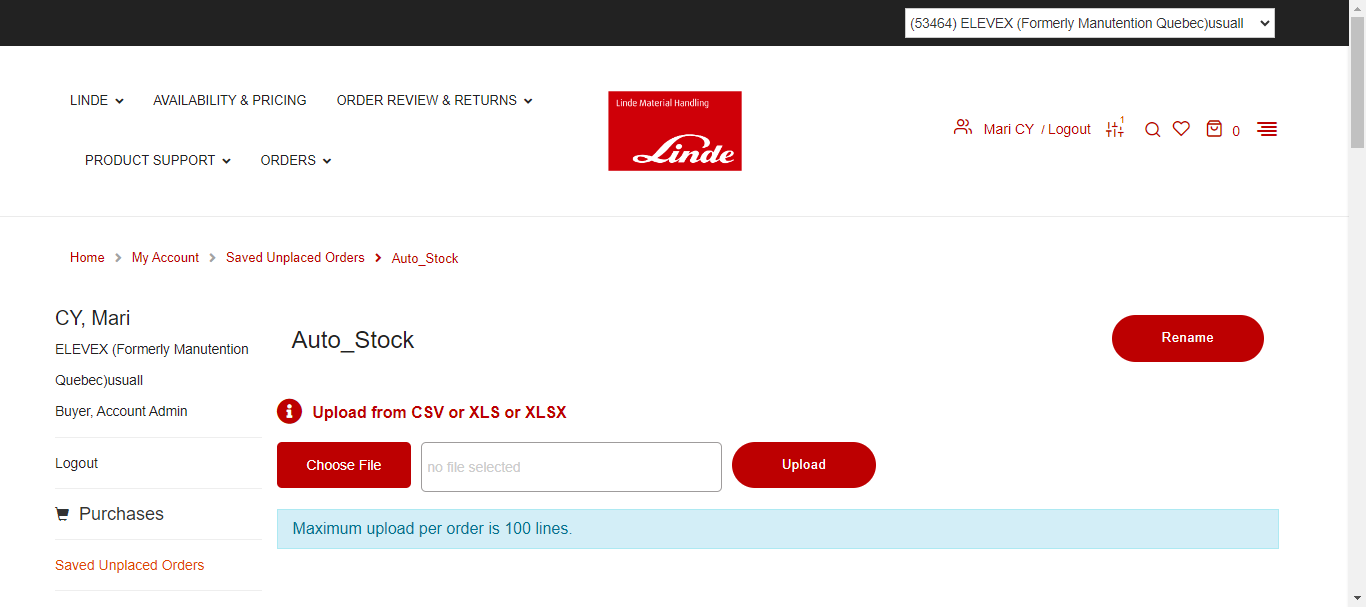 (53464) ELEVEX (Formerly Manutention Quebec)usuall
LINDE
AVAILABILITY & PRICING
ORDER REVIEW & RETURNS
PRODUCT SUPPORT
ORDERS
Linde Material Handling
Linde
Mari CY / Logout
1
0
Home
My Account
Saved Unplaced Orders
Auto_Stock
CY, Mari
ELEVEX (Formerly Manutention
Quebec)usuall
Buyer, Account Admin
Logout
Purchases
Saved Unplaced Orders
Auto_Stock
Rename
Upload from CSV or XLS or XLSX
Choose File
no file selected
Upload
Maximum upload per order is 100 lines.